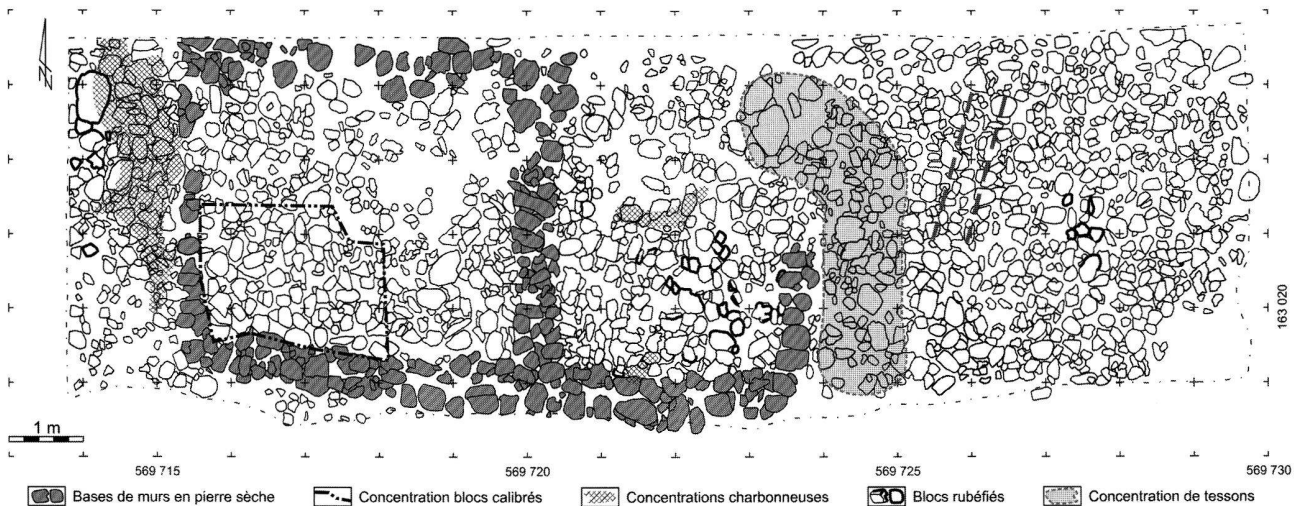 N
163 020
1 m
569 715
569 720
569 725
569 730
Bases de murs en pierre sèche
Concentration blocs calibrés
Concentrations charbonneuses
Blocs rubéfiés
Concentration de tessons